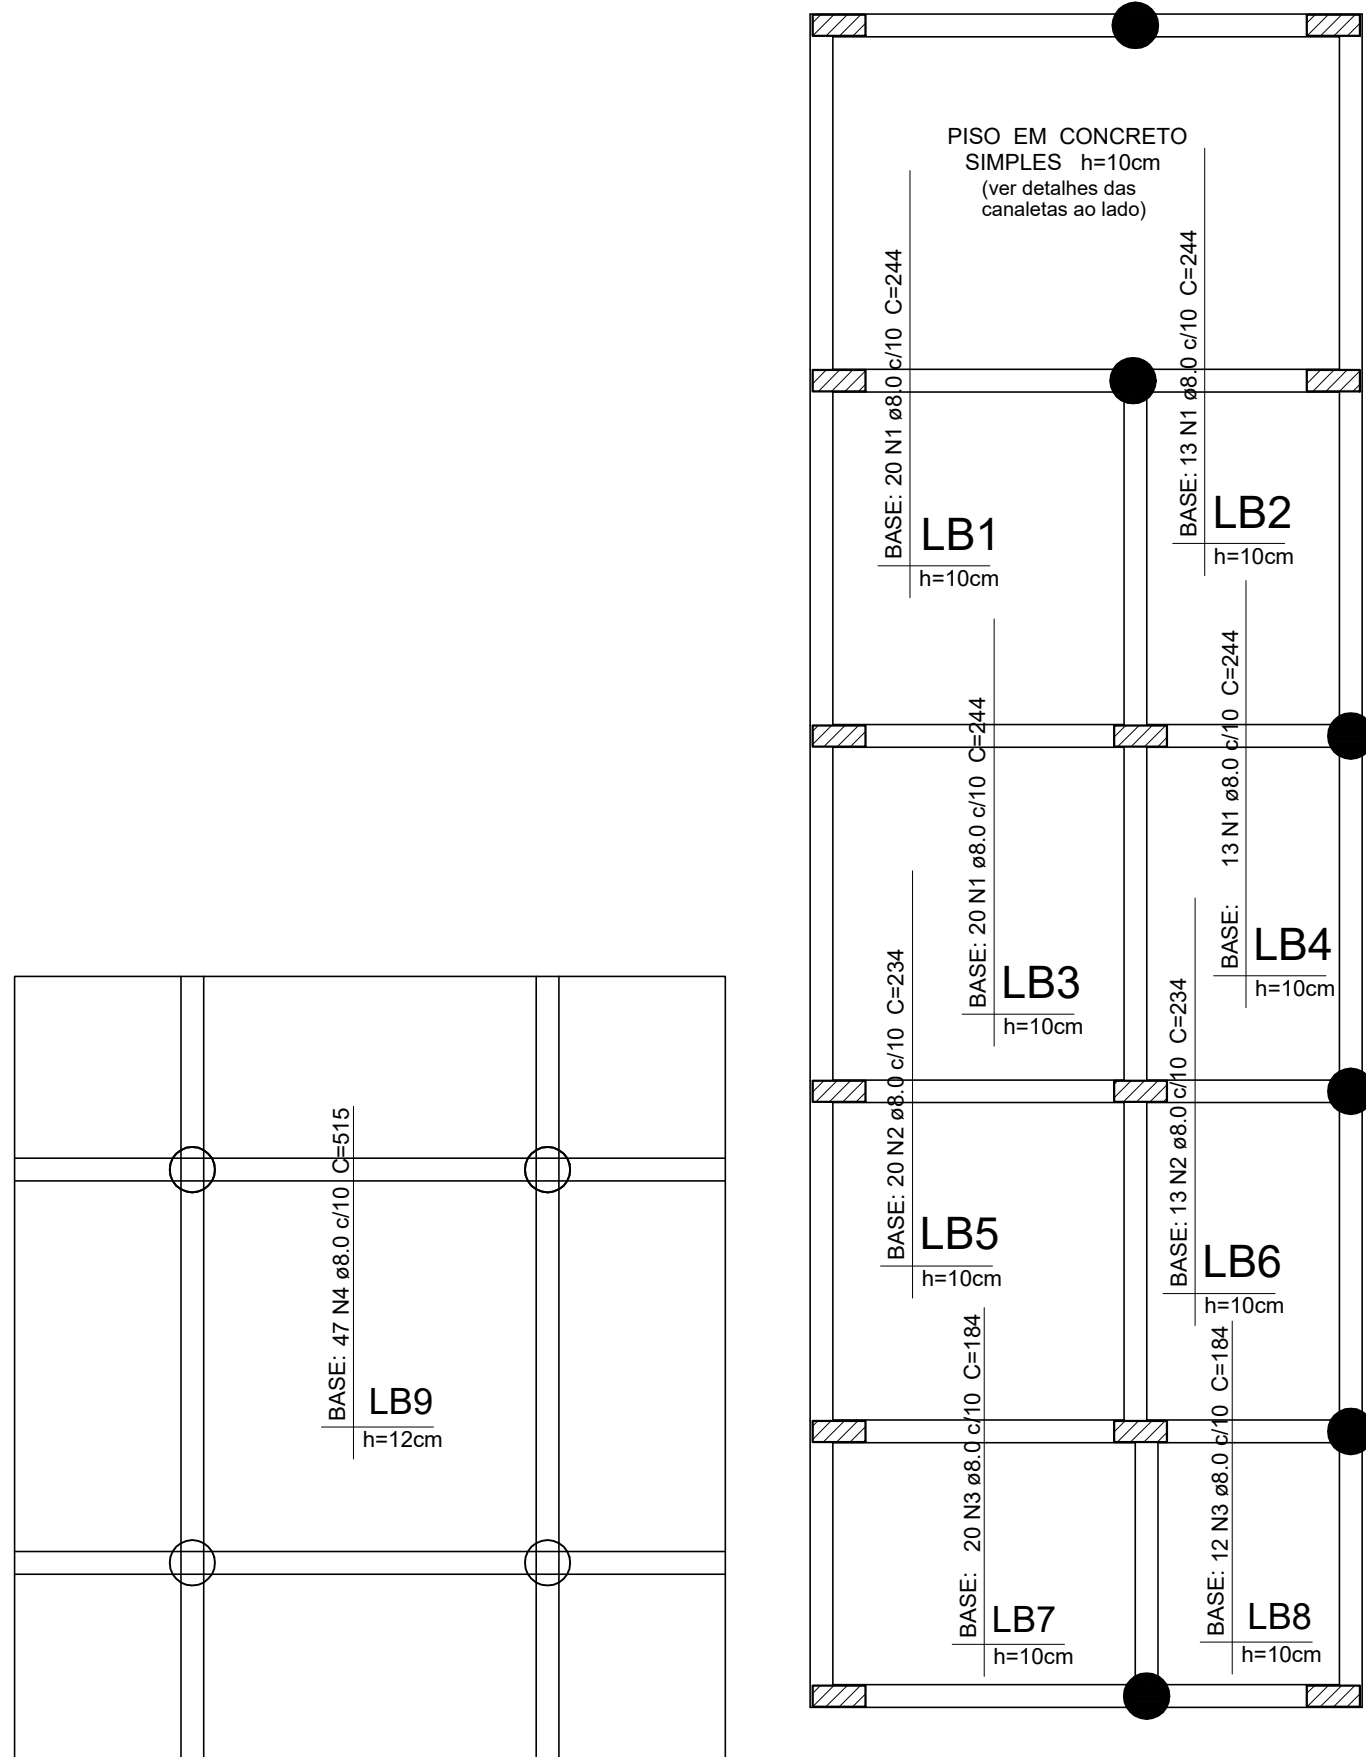 PISO EM CONCRETO
SIMPLES h=10cm
(ver detalhes das
canaletas ao lado)
BASE: 20 N1 ø8.0 c/10 C=244
LB1
h=10cm
BASE: 13 N1 ø8.0 c/10 C=244
LB2
h=10cm
BASE: 20 N1 ø8.0 c/10 C=244
LB3
h=10cm
BASE: 13 N1 ø8.0 c/10 C=244
LB4
h=10cm
BASE: 20 N2 ø8.0 c/10 C=234
LB5
h=10cm
BASE: 13 N2 ø8.0 c/10 C=234
LB6
h=10cm
BASE: 20 N3 ø8.0 c/10 C=184
LB7
h=10cm
BASE: 12 N3 ø8.0 c/10 C=184
LB8
h=10cm
BASE: 47 N4 ø8.0 c/10 C=515
LB9
h=12cm